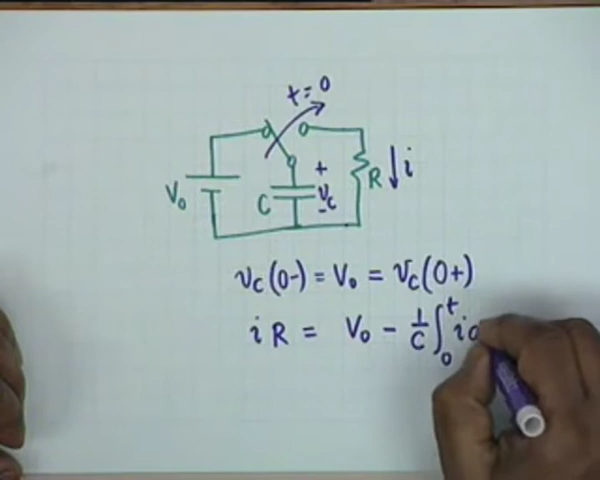 t=0
+
V₀ C v_c R ↓i
-
v_c(0-) = V₀ = v_c(0+)
iR = V₀ - 1/C ∫₀ᵗ i